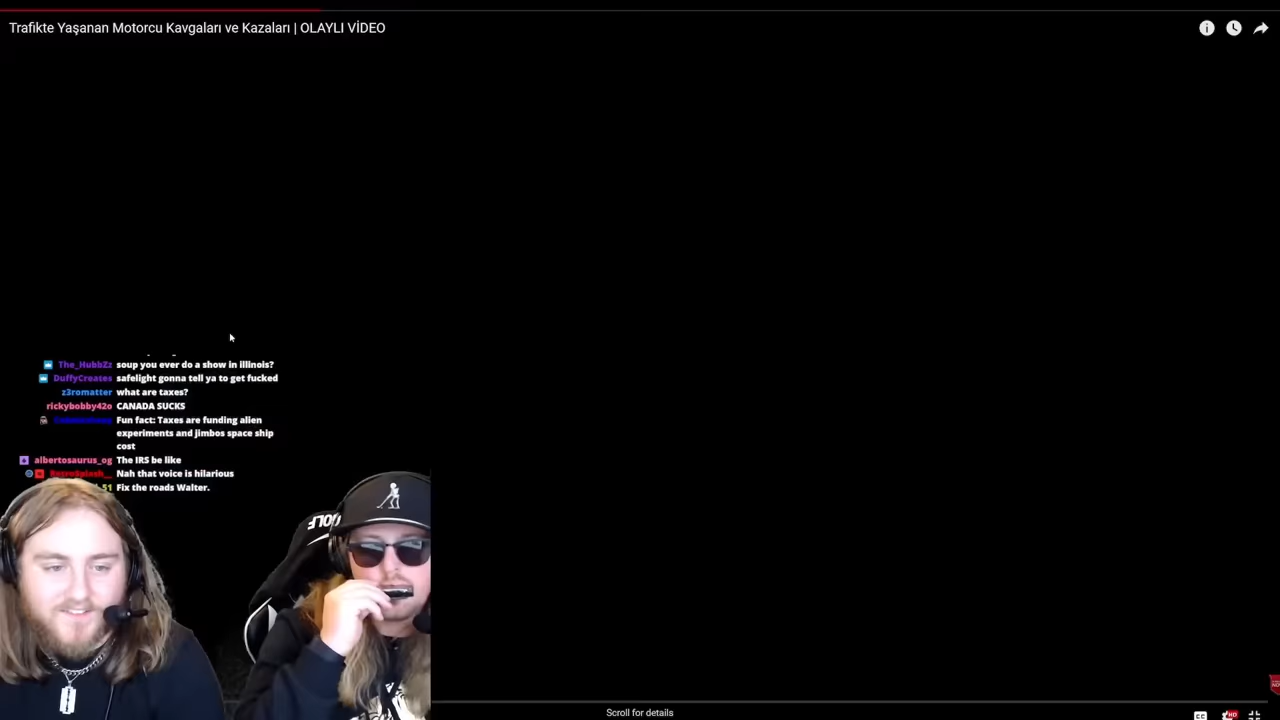 Trafikte Yaşanan Motorcu Kavgaları ve Kazaları | OLAYLI VİDEO
The_HubbZz soup you ever do a show in illinois?
DuffyCreates safelight gonna tell ya to get fucked
z3romatter what are taxes?
rickybobby42o CANADA SUCKS
Fun fact: Taxes are funding alien
experiments and jimbos space ship
cost
albertosaurus_og The IRS be like
RetroSplash__ Nah that voice is hilarious
51 Fix the roads Walter.
Scroll for details
HD